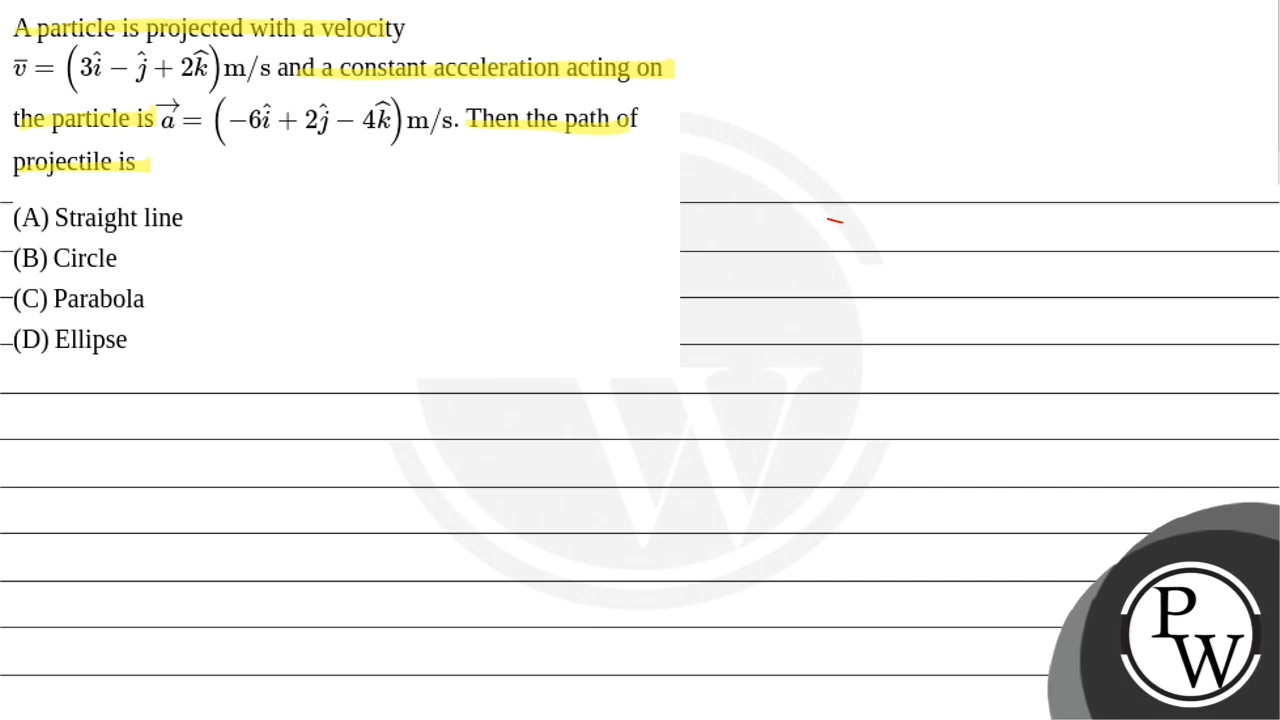 A particle is projected with a velocity
v̅ = (3î − ĵ + 2k̂) m/s and a constant acceleration acting on
the particle is a⃗ = (−6î + 2ĵ − 4k̂) m/s. Then the path of
projectile is
(A) Straight line
(B) Circle
(C) Parabola
(D) Ellipse
P
W